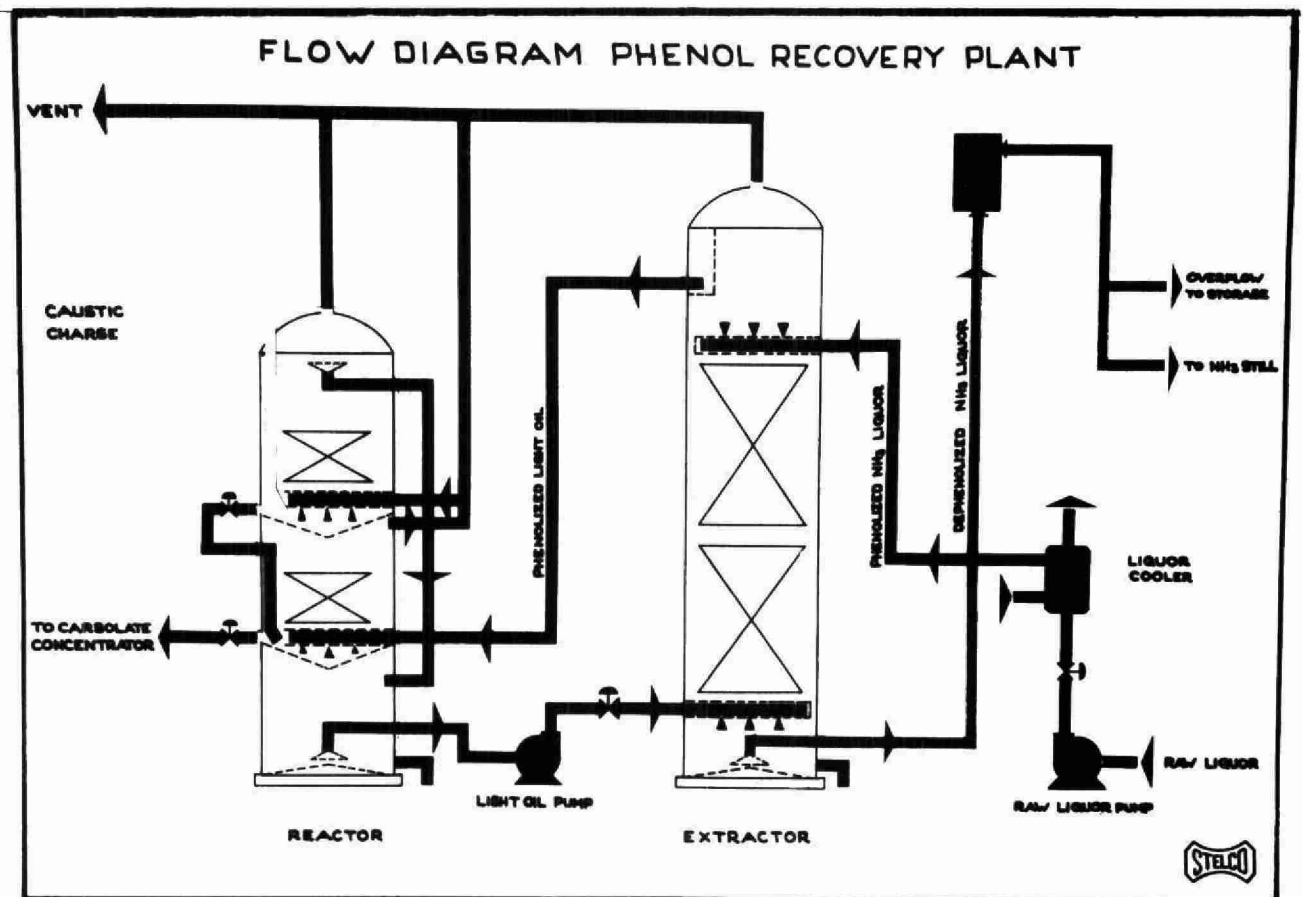 FLOW DIAGRAM PHENOL RECOVERY PLANT
VENT
CAUSTIC
CHARGE
OVERFLOW
TO STORAGE
TO NH₃ STILL
PHENOLIZED LIGHT OIL
PHENOLIZED NH₃ LIQUOR
DEPHENOLIZED NH₃ LIQUOR
LIQUOR
COOLER
TO CARBOLATE
CONCENTRATOR
LIGHT OIL PUMP
RAW LIQUOR
RAW LIQUOR PUMP
REACTOR
EXTRACTOR
STELCO